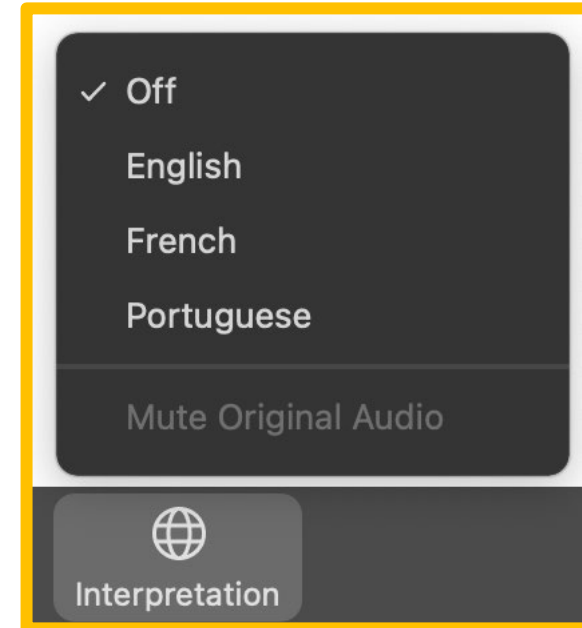 ✓ Off
English
French
Portuguese
Mute Original Audio
Interpretation